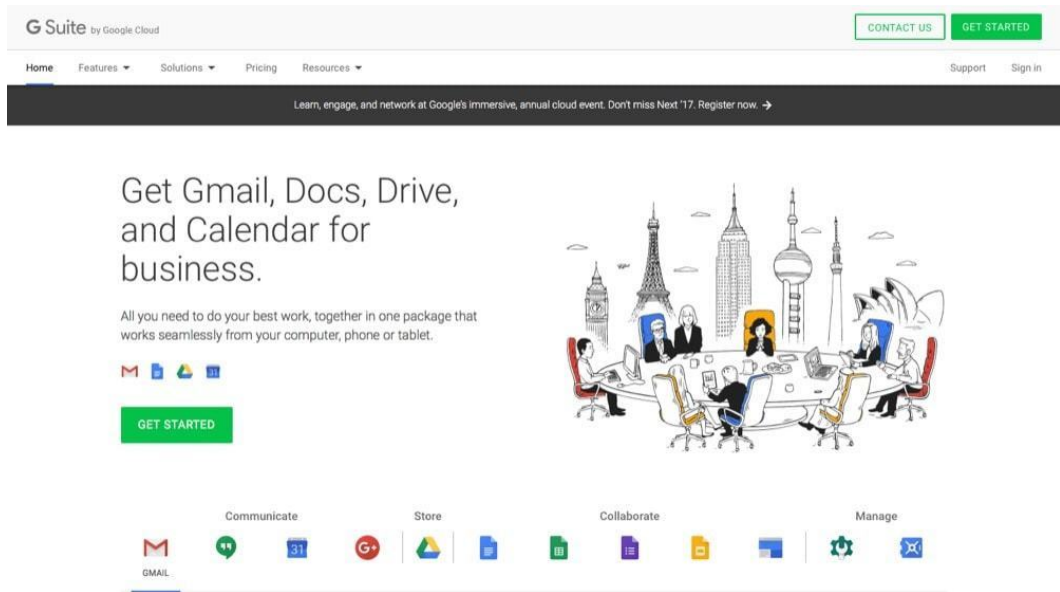 G Suite by Google Cloud
CONTACT US
GET STARTED
Home Features Solutions Pricing Resources Support Sign in
Learn, engage, and network at Google's immersive, annual cloud event. Don't miss Next '17. Register now. →
Get Gmail, Docs, Drive,
and Calendar for
business.
All you need to do your best work, together in one package that
works seamlessly from your computer, phone or tablet.
31
GET STARTED
Communicate Store Collaborate Manage
31 G+
GMAIL